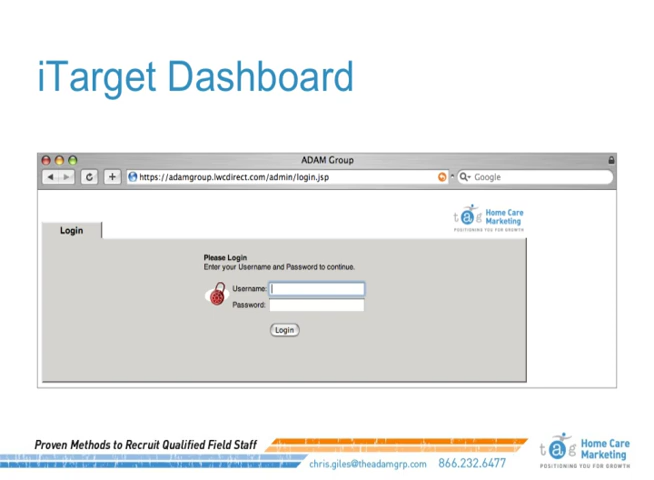 iTarget Dashboard
ADAM Group
https://adamgroup.lwcdirect.com/admin/login.jsp
Google
tag Home Care
Marketing
POSITIONING YOU FOR GROWTH
Login
Please Login
Enter your Username and Password to continue.
Username:
Password:
Login
Proven Methods to Recruit Qualified Field Staff
chris.giles@theadamgrp.com 866.232.6477
tag Home Care
Marketing
POSITIONING YOU FOR GROWTH